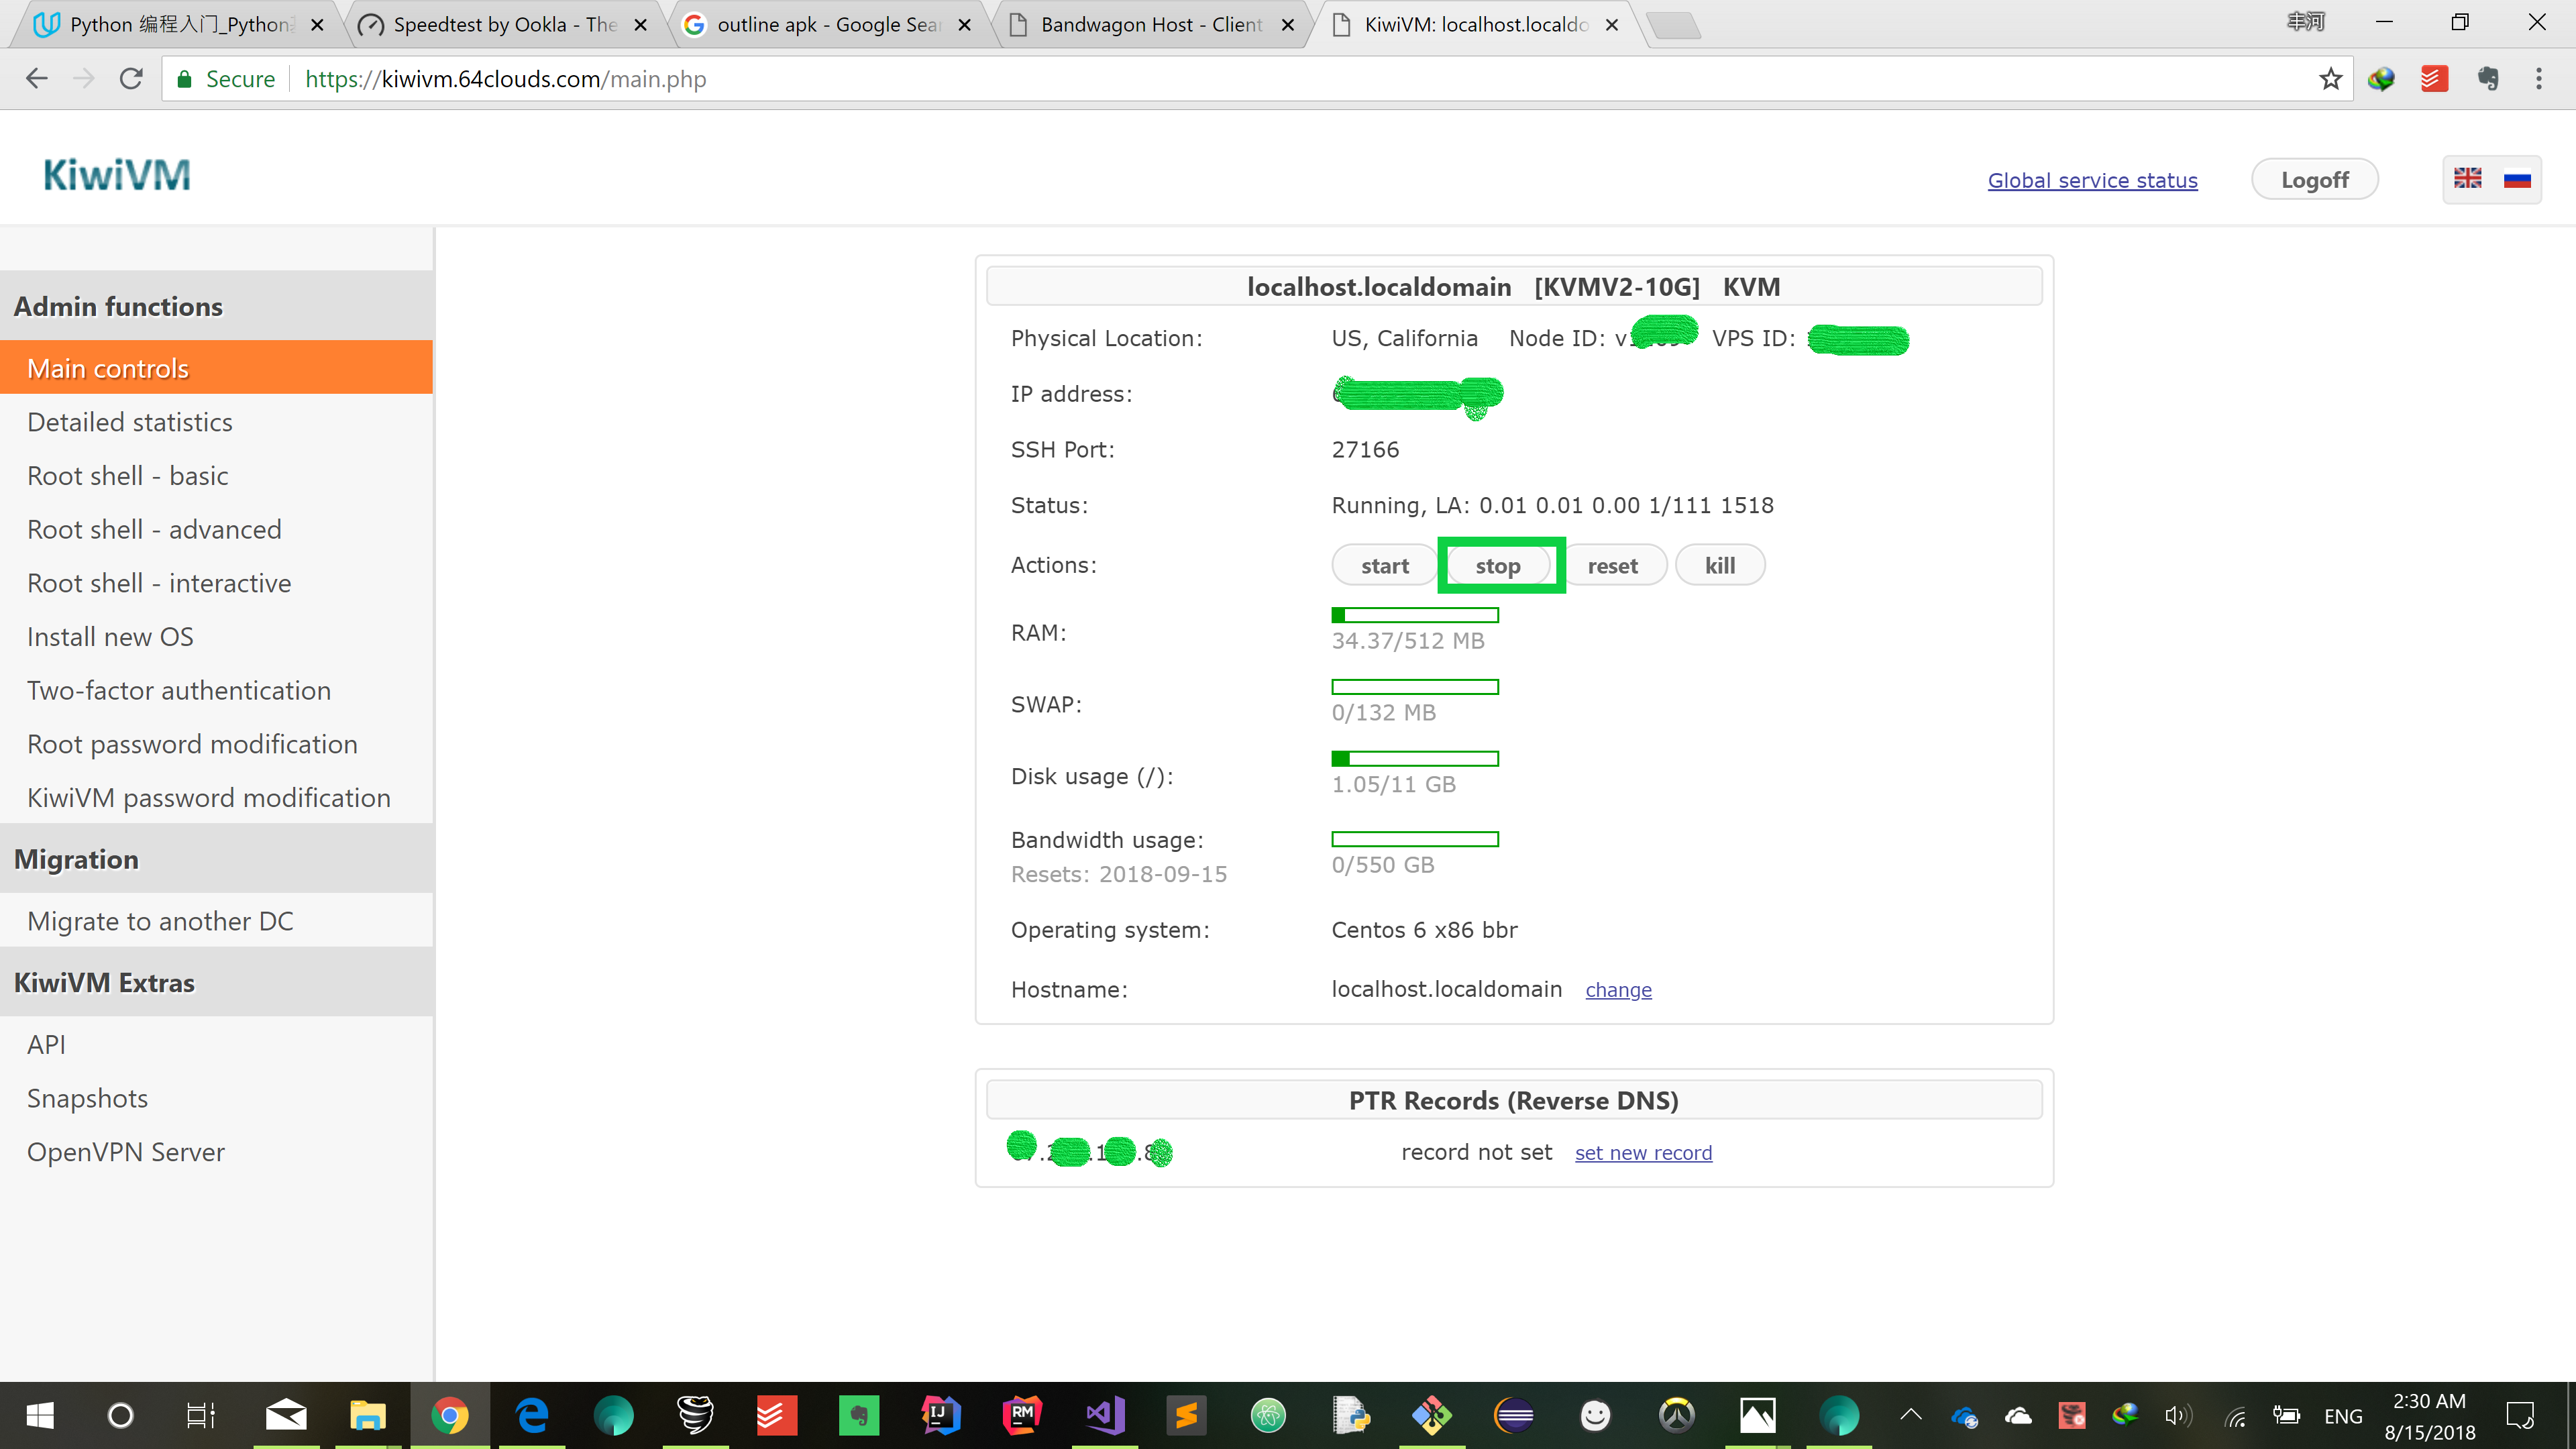 Python 编程入门_Python
Speedtest by Ookla - The
outline apk - Google Sear
Bandwagon Host - Client
KiwiVM: localhost.localdo
丰河
Secure
https://kiwivm.64clouds.com/main.php
KiwiVM
Global service status
Logoff
Admin functions
Main controls
Detailed statistics
Root shell - basic
Root shell - advanced
Root shell - interactive
Install new OS
Two-factor authentication
Root password modification
KiwiVM password modification
Migration
Migrate to another DC
KiwiVM Extras
API
Snapshots
OpenVPN Server
localhost.localdomain [KVMV2-10G] KVM
Physical Location: US, California Node ID: VPS ID:
IP address:
SSH Port: 27166
Status: Running, LA: 0.01 0.01 0.00 1/111 1518
Actions: start stop reset kill
RAM:
34.37/512 MB
SWAP:
0/132 MB
Disk usage (/):
1.05/11 GB
Bandwidth usage:
0/550 GB
Resets: 2018-09-15
Operating system: Centos 6 x86 bbr
Hostname: localhost.localdomain change
PTR Records (Reverse DNS)
record not set set new record
IJ
RM
ENG
2:30 AM
8/15/2018